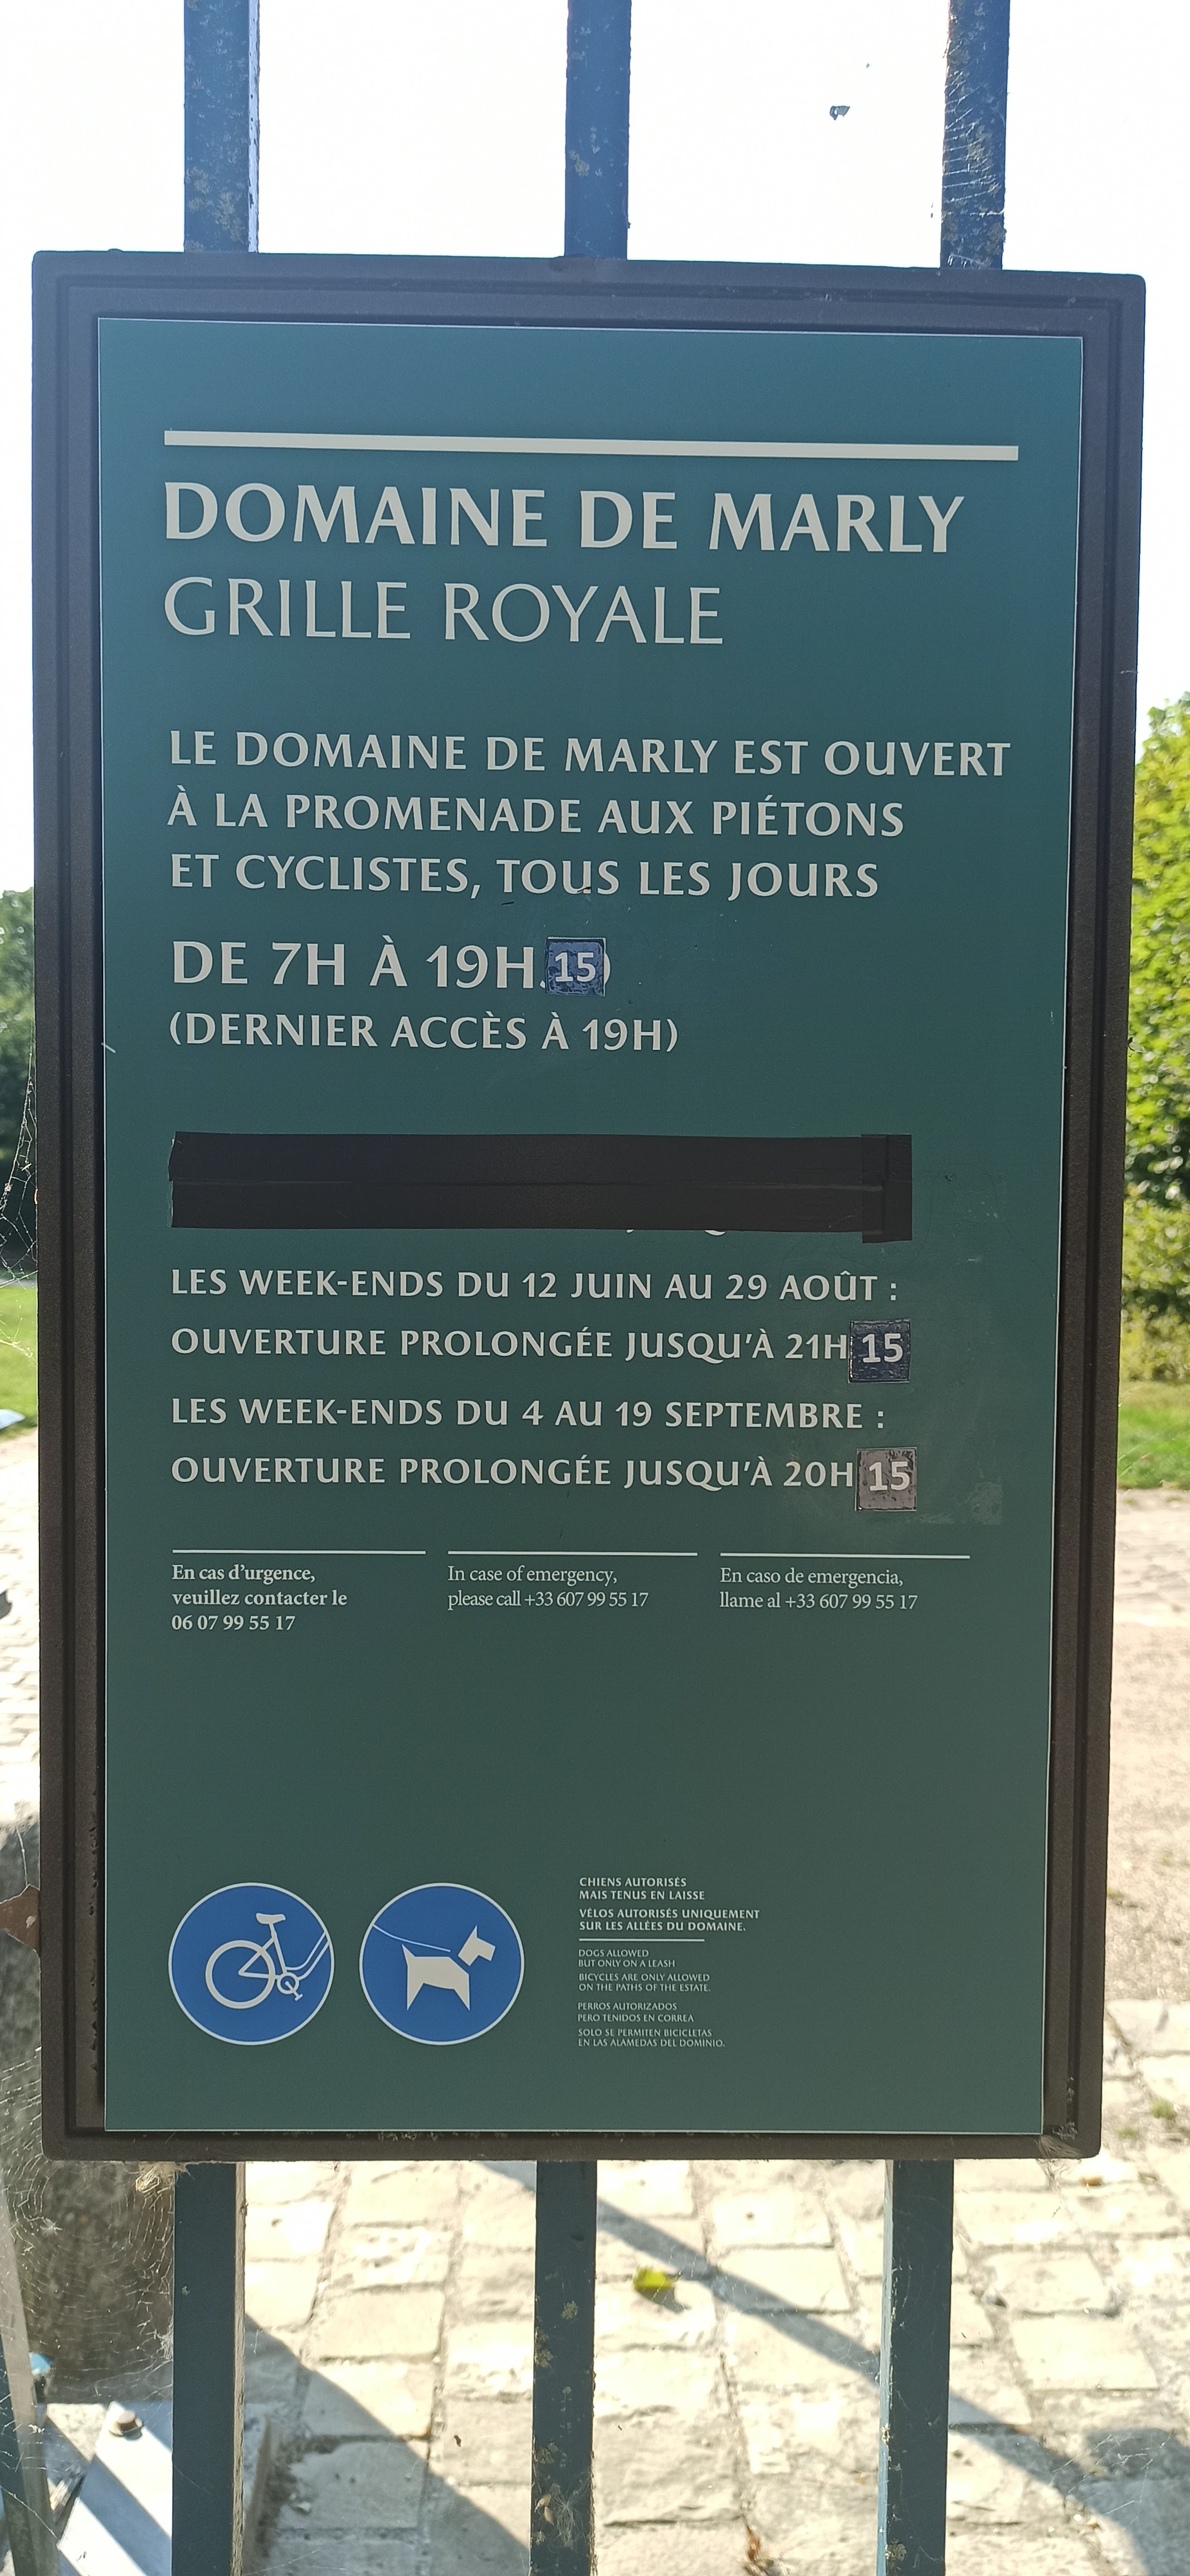 DOMAINE DE MARLY
GRILLE ROYALE
LE DOMAINE DE MARLY EST OUVERT
À LA PROMENADE AUX PIÉTONS
ET CYCLISTES, TOUS LES JOURS
DE 7H À 19H 15
(DERNIER ACCÈS À 19H)
LES WEEK-ENDS DU 12 JUIN AU 29 AOÛT :
OUVERTURE PROLONGÉE JUSQU'À 21H 15
LES WEEK-ENDS DU 4 AU 19 SEPTEMBRE :
OUVERTURE PROLONGÉE JUSQU'À 20H 15
En cas d'urgence,
veuillez contacter le
06 07 99 55 17
In case of emergency,
please call +33 607 99 55 17
En caso de emergencia,
llame al +33 607 99 55 17
CHIENS AUTORISÉS
MAIS TENUS EN LAISSE
VÉLOS AUTORISÉS UNIQUEMENT
SUR LES ALLÉES DU DOMAINE.
DOGS ALLOWED
BUT ONLY ON A LEASH
BICYCLES ARE ONLY ALLOWED
ON THE PATHS OF THE ESTATE.
PERROS AUTORIZADOS
PERO TENIDOS EN CORREA
SOLO SE PERMITEN BICICLETAS
EN LAS ALAMEDAS DEL DOMINIO.